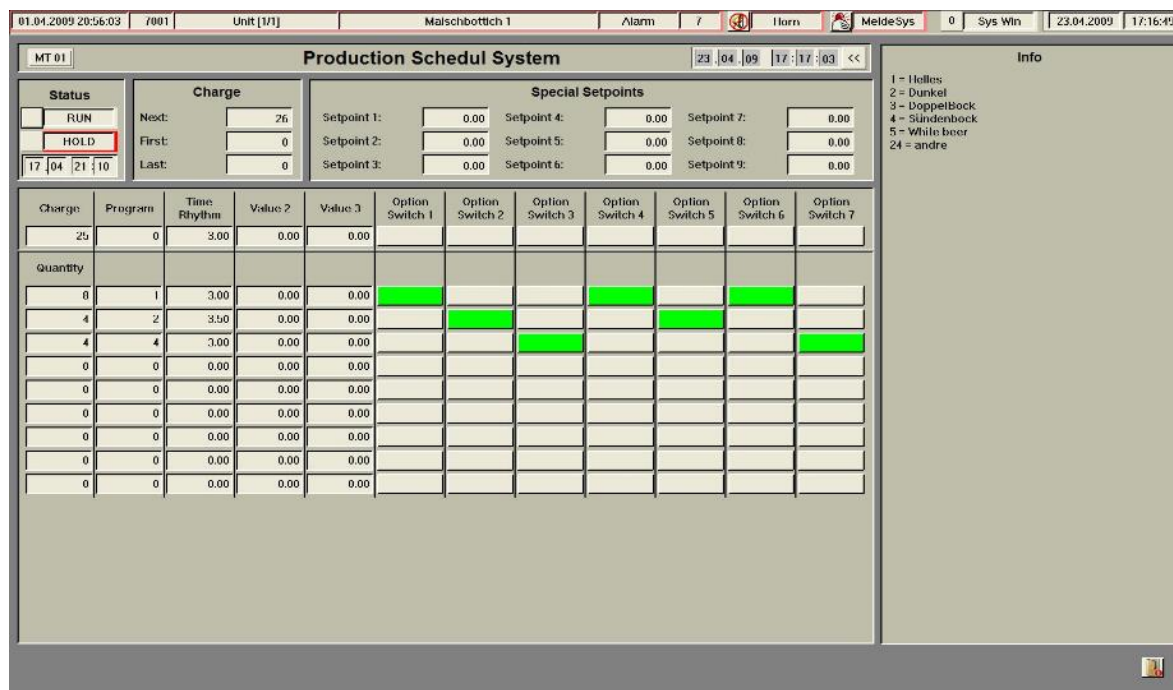 01.04.2009 20:56:03 7001 Unit [1/1] Maischbottich 1 Alarm 7 Horn MeldeSys 0 Sys Win 23.04.2009 17:16:49
MT 01 Production Schedul System 23 .04 .09 17:17:03 <<
Info
1 = Helles
2 = Dunkel
3 = DoppelBock
4 = Sündenbock
5 = White beer
24 = andre
Status Charge Special Setpoints
RUN Next: 26 Setpoint 1: 0.00 Setpoint 4: 0.00 Setpoint 7: 0.00
HOLD First: 0 Setpoint 2: 0.00 Setpoint 5: 0.00 Setpoint 8: 0.00
17 .04 21 :10 Last: 0 Setpoint 3: 0.00 Setpoint 6: 0.00 Setpoint 9: 0.00
Charge Program Time Rhythm Value 2 Value 3 Option Switch 1 Option Switch 2 Option Switch 3 Option Switch 4 Option Switch 5 Option Switch 6 Option Switch 7
25 0 3.00 0.00 0.00
Quantity
8 1 3.00 0.00 0.00
4 2 3.50 0.00 0.00
4 4 3.00 0.00 0.00
0 0 0.00 0.00 0.00
0 0 0.00 0.00 0.00
0 0 0.00 0.00 0.00
0 0 0.00 0.00 0.00
0 0 0.00 0.00 0.00
0 0 0.00 0.00 0.00